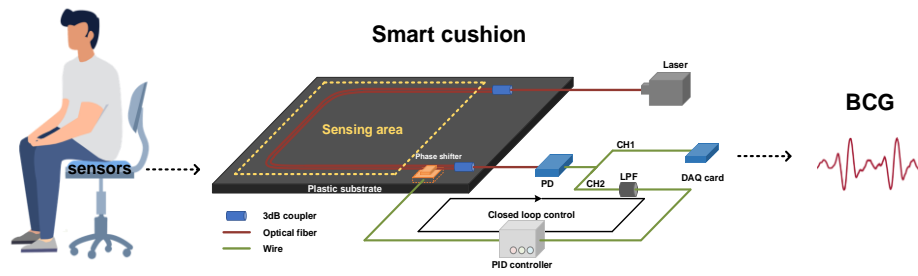 Smart cushion
Laser
BCG
Sensing area
CH1
sensors
Phase shifter
PD
CH2
LPF
DAQ card
Plastic substrate
3dB coupler
Closed loop control
Optical fiber
Wire
PID controller